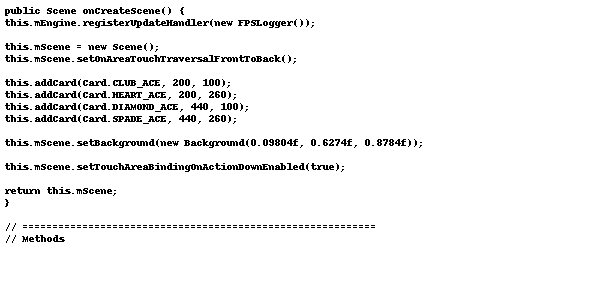 public Scene onCreateScene() {
this.mEngine.registerUpdateHandler(new FPSLogger());
this.mScene = new Scene();
this.mScene.setOnAreaTouchTraversalFrontToBack();
this.addCard(Card.CLUB_ACE, 200, 100);
this.addCard(Card.HEART_ACE, 200, 260);
this.addCard(Card.DIAMOND_ACE, 440, 100);
this.addCard(Card.SPADE_ACE, 440, 260);
this.mScene.setBackground(new Background(0.09804f, 0.6274f, 0.8784f));
this.mScene.setTouchAreaBindingOnActionDownEnabled(true);
return this.mScene;
}
// ===========================================================
// Methods